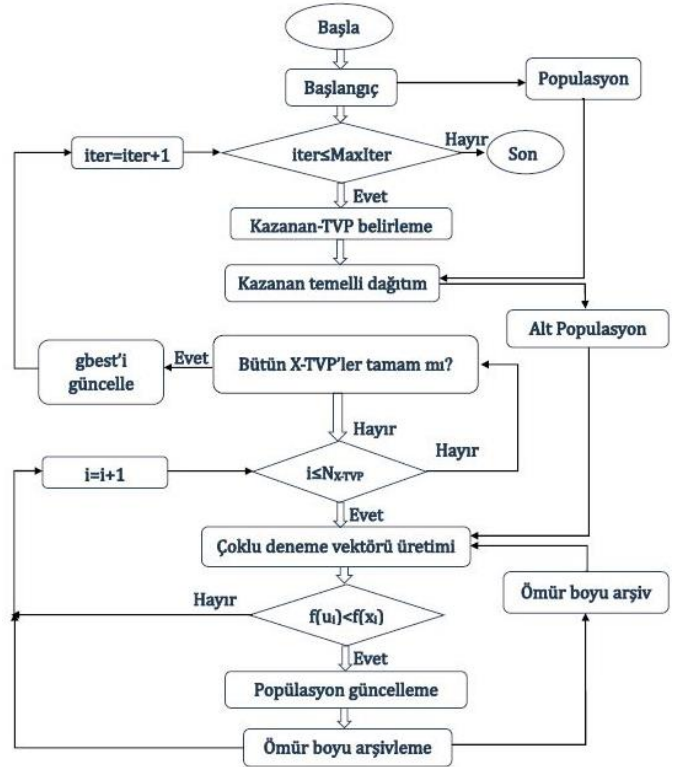 Başla
Başlangıç
Populasyon
iter=iter+1
iter≤MaxIter
Hayır
Son
Evet
Kazanan-TVP belirleme
Kazanan temelli dağıtım
Alt Populasyon
gbest'i
güncelle
Evet
Bütün X-TVP'ler tamam mı?
Hayır
Hayır
i=i+1
i≤NX-TVP
Evet
Çoklu deneme vektörü üretimi
Ömür boyu arşiv
Hayır
f(ui)<f(xi)
Evet
Popülasyon güncelleme
Ömür boyu arşivleme